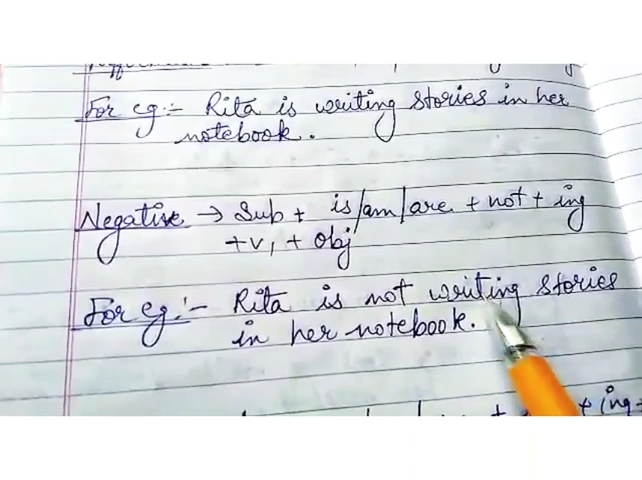 For eg:- Rita is writing stories in her
notebook.
Negative → Sub + is/am/are + not + ing
+ v₁ + obj
For eg:- Rita is not writing stories
in her notebook.
+ ing